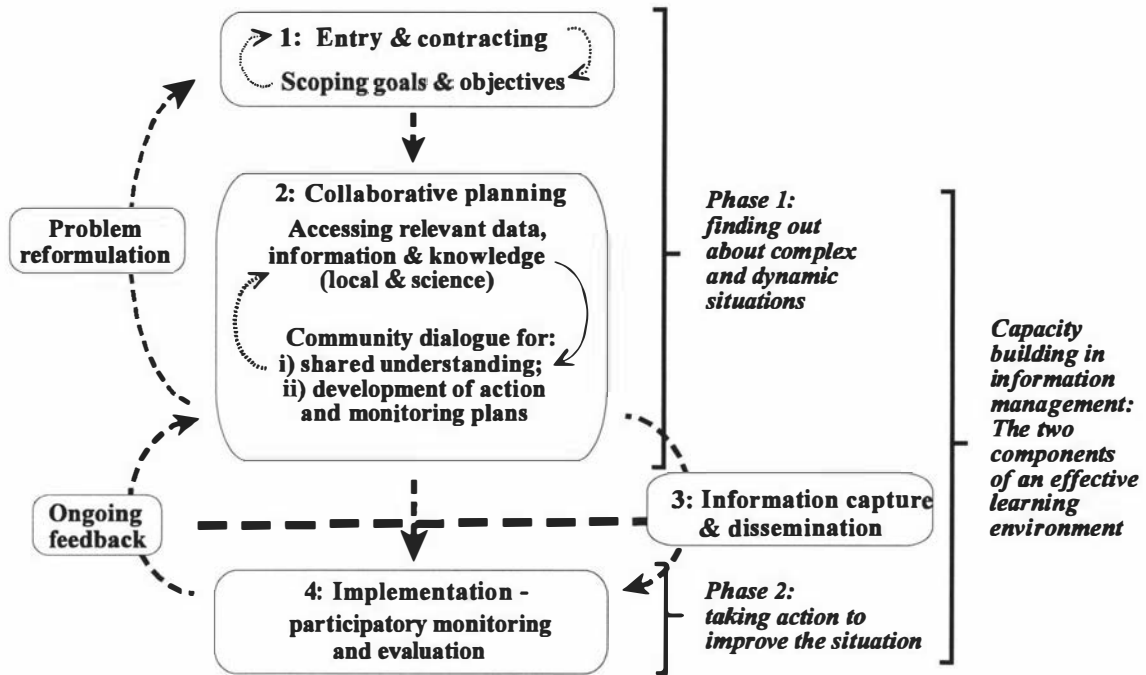 1: Entry & contracting
Scoping goals & objectives
2: Collaborative planning
Accessing relevant data,
information & knowledge
(local & science)
Community dialogue for:
i) shared understanding;
ii) development of action
and monitoring plans
Problem
reformulation
Ongoing
feedback
3: Information capture
& dissemination
4: Implementation -
participatory monitoring
and evaluation
Phase 1:
finding out
about complex
and dynamic
situations
Phase 2:
taking action to
improve the situation
Capacity
building in
information
management:
The two
components
of an effective
learning
environment